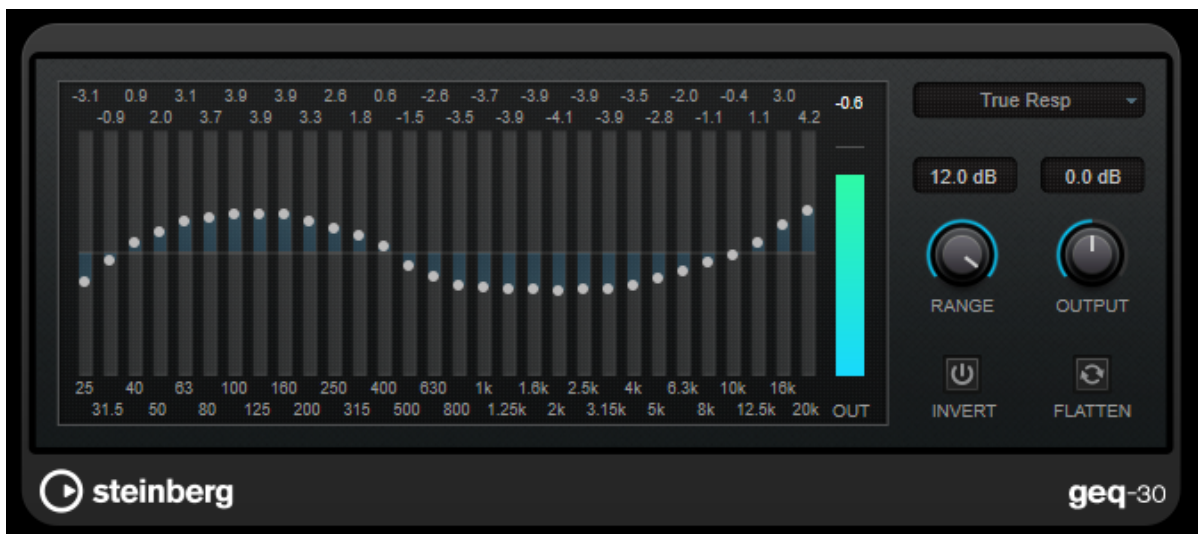 -3.1 0.9 3.1 3.9 3.9 2.6 0.6 -2.6 -3.7 -3.9 -3.9 -3.5 -2.0 -0.4 3.0
-0.9 2.0 3.7 3.9 3.3 1.8 -1.5 -3.5 -3.9 -4.1 -3.9 -2.8 -1.1 1.1 4.2
-0.6
True Resp
12.0 dB 0.0 dB
RANGE OUTPUT
25 40 63 100 160 250 400 630 1k 1.6k 2.5k 4k 6.3k 10k 16k
31.5 50 80 125 200 315 500 800 1.25k 2k 3.15k 5k 8k 12.5k 20k OUT
INVERT FLATTEN
steinberg
geq-30